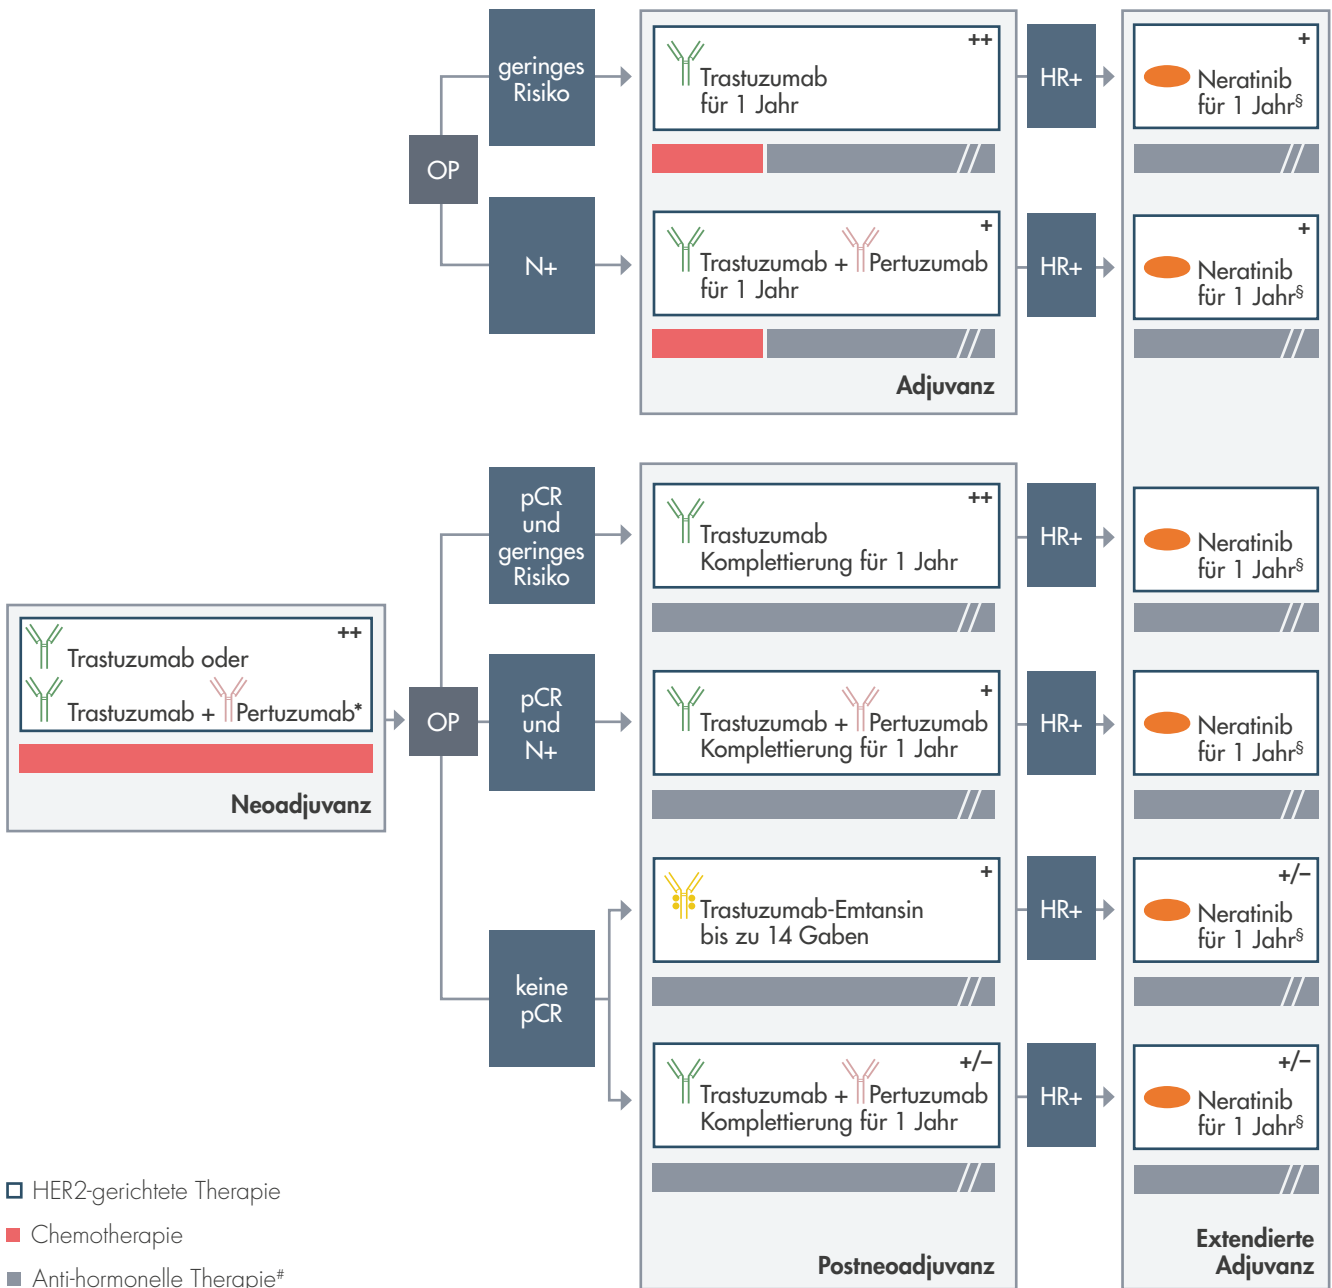 geringes
Risiko
++
Trastuzumab
für 1 Jahr
HR+
+
Neratinib
für 1 Jahr§
OP
N+
+
Trastuzumab + Pertuzumab
für 1 Jahr
HR+
+
Neratinib
für 1 Jahr§
Adjuvanz
pCR
und
geringes
Risiko
++
Trastuzumab
Komplettierung für 1 Jahr
HR+
Neratinib
für 1 Jahr§
++
Trastuzumab oder
Trastuzumab + Pertuzumab*
Neoadjuvanz
OP
pCR
und
N+
+
Trastuzumab + Pertuzumab
Komplettierung für 1 Jahr
HR+
Neratinib
für 1 Jahr§
keine
pCR
+
Trastuzumab-Emtansin
bis zu 14 Gaben
HR+
+/–
Neratinib
für 1 Jahr§
+/–
Trastuzumab + Pertuzumab
Komplettierung für 1 Jahr
HR+
+/–
Neratinib
für 1 Jahr§
Postneoadjuvanz
Extendierte
Adjuvanz
HER2-gerichtete Therapie
Chemotherapie
Anti-hormonelle Therapie#